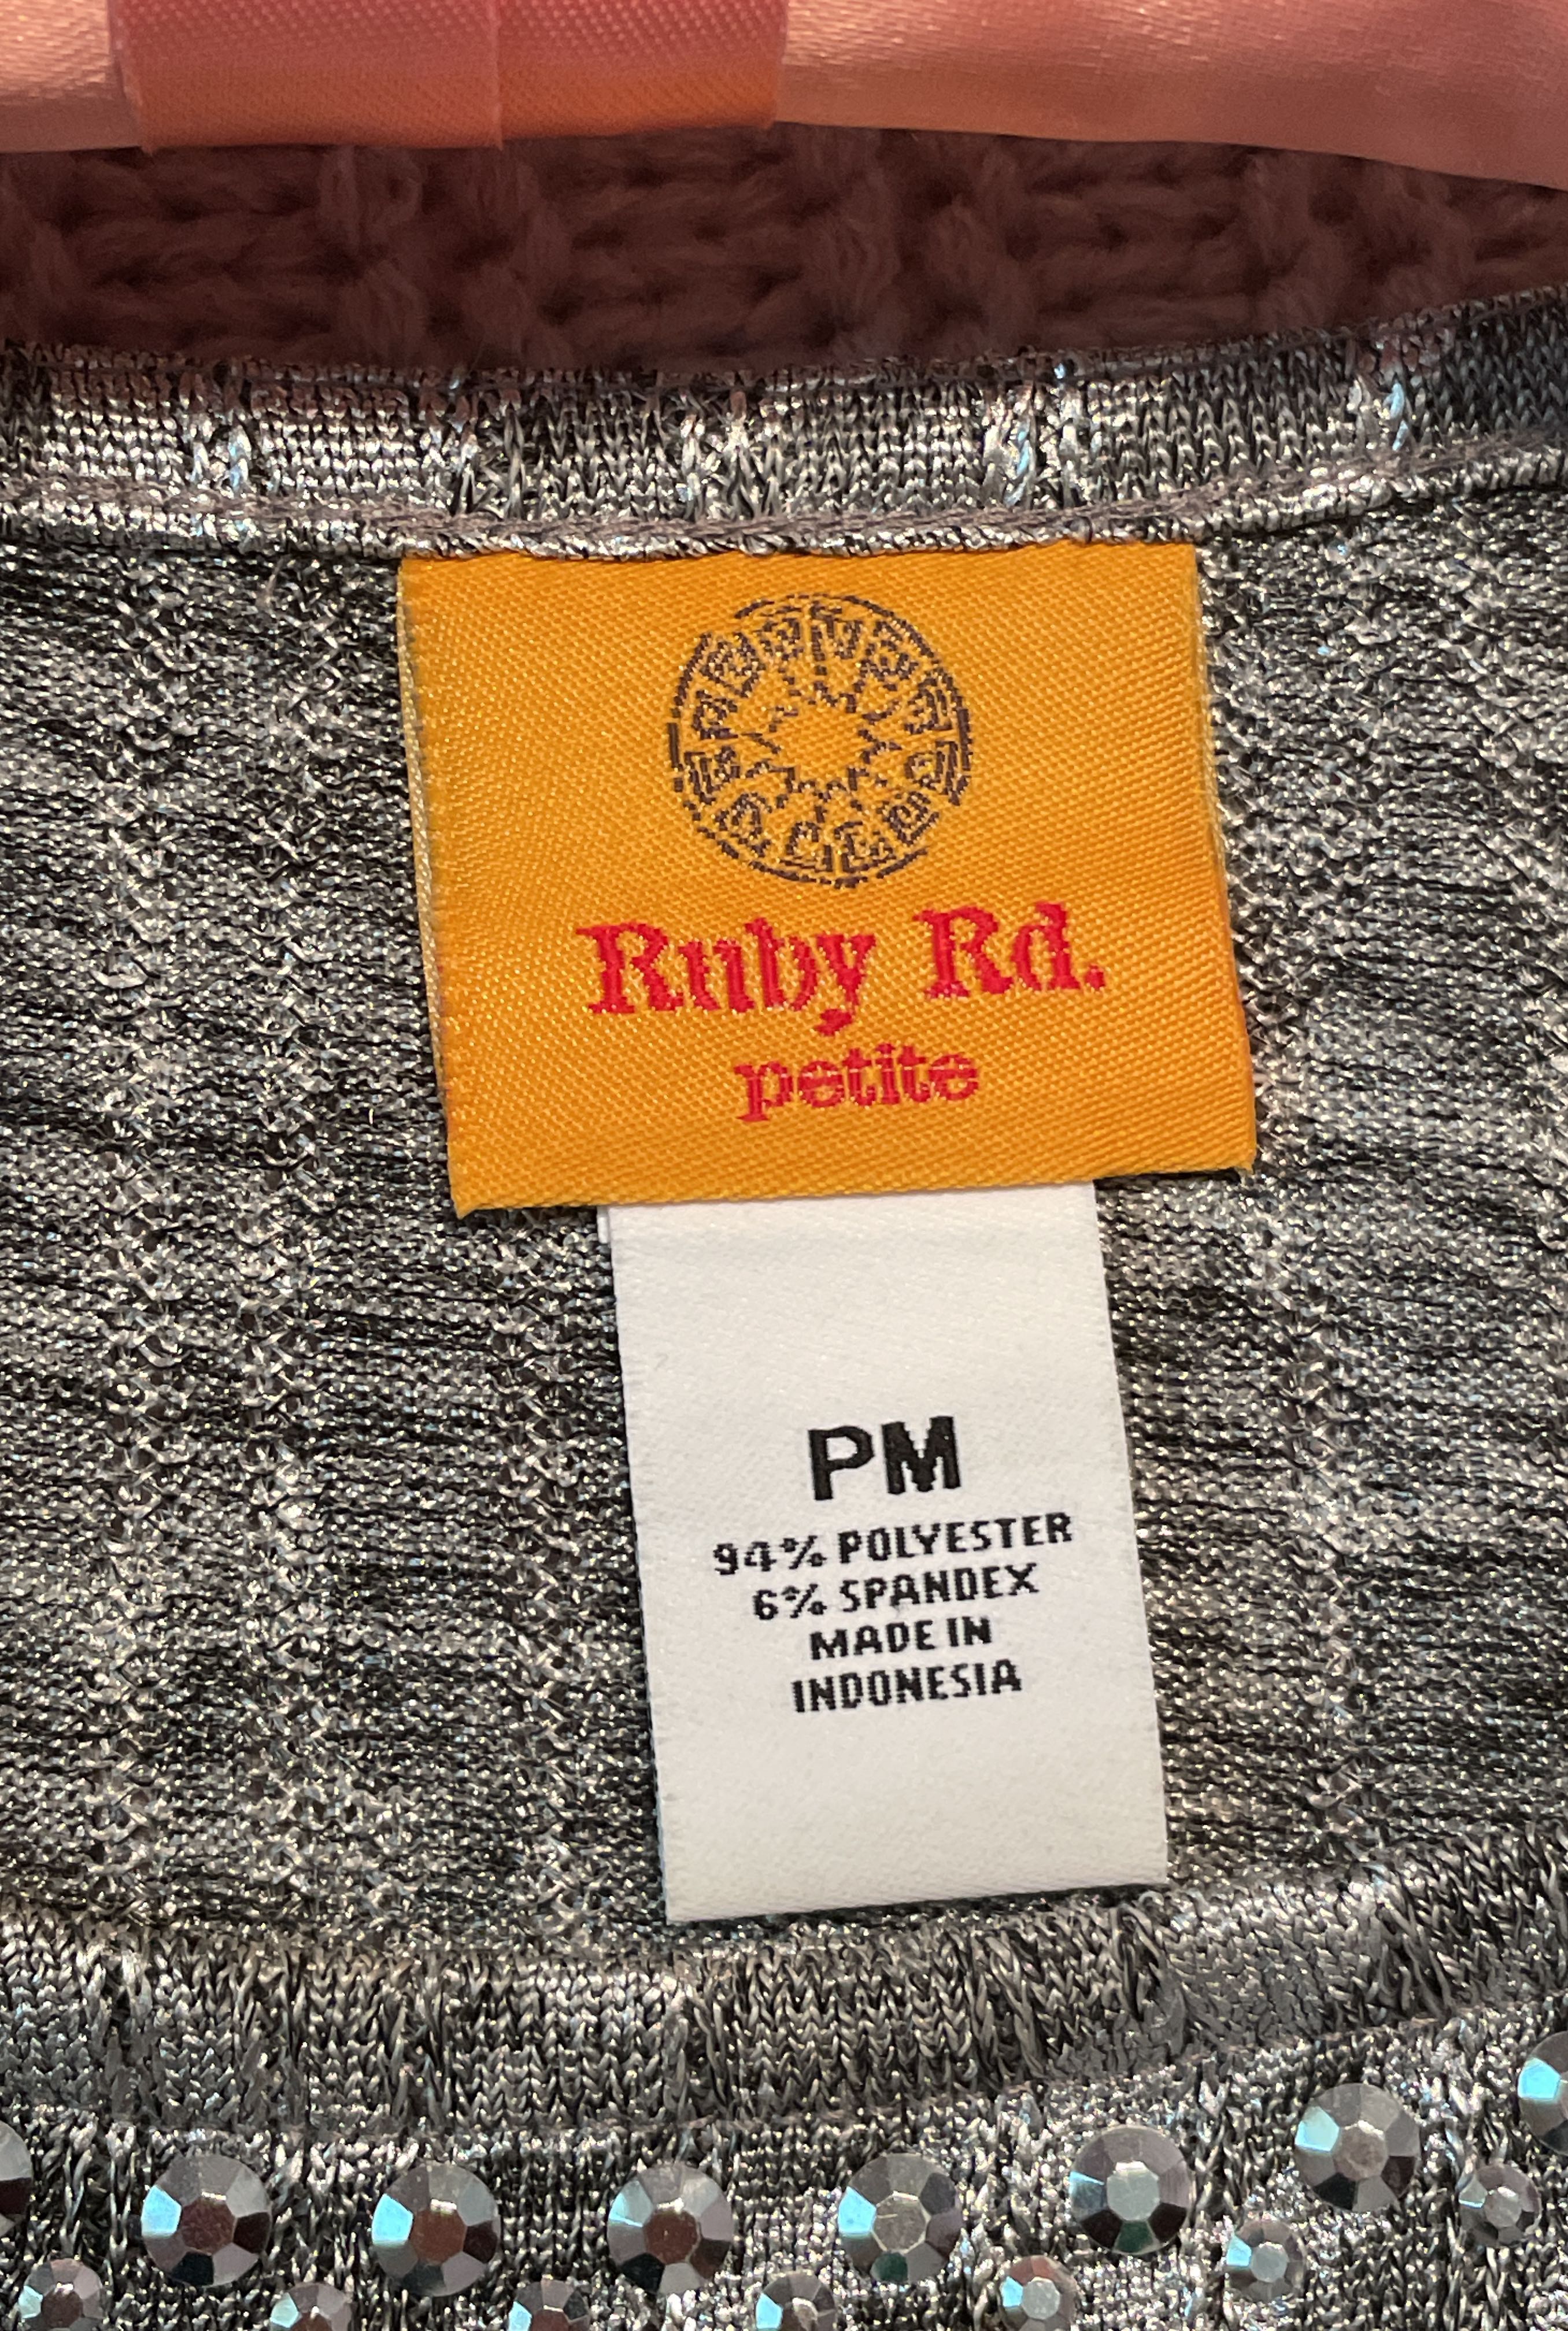 Ruby Rd.
petite
PM
94% POLYESTER
6% SPANDEX
MADE IN
INDONESIA